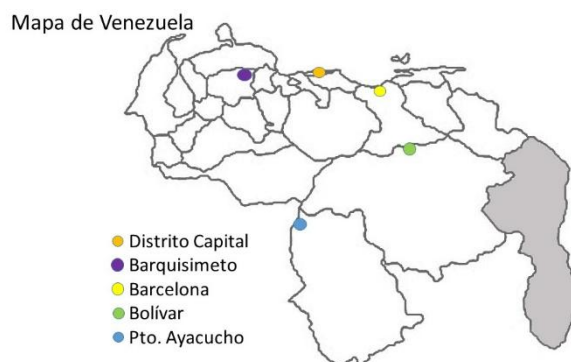 Mapa de Venezuela
Distrito Capital
Barquisimeto
Barcelona
Bolívar
Pto. Ayacucho